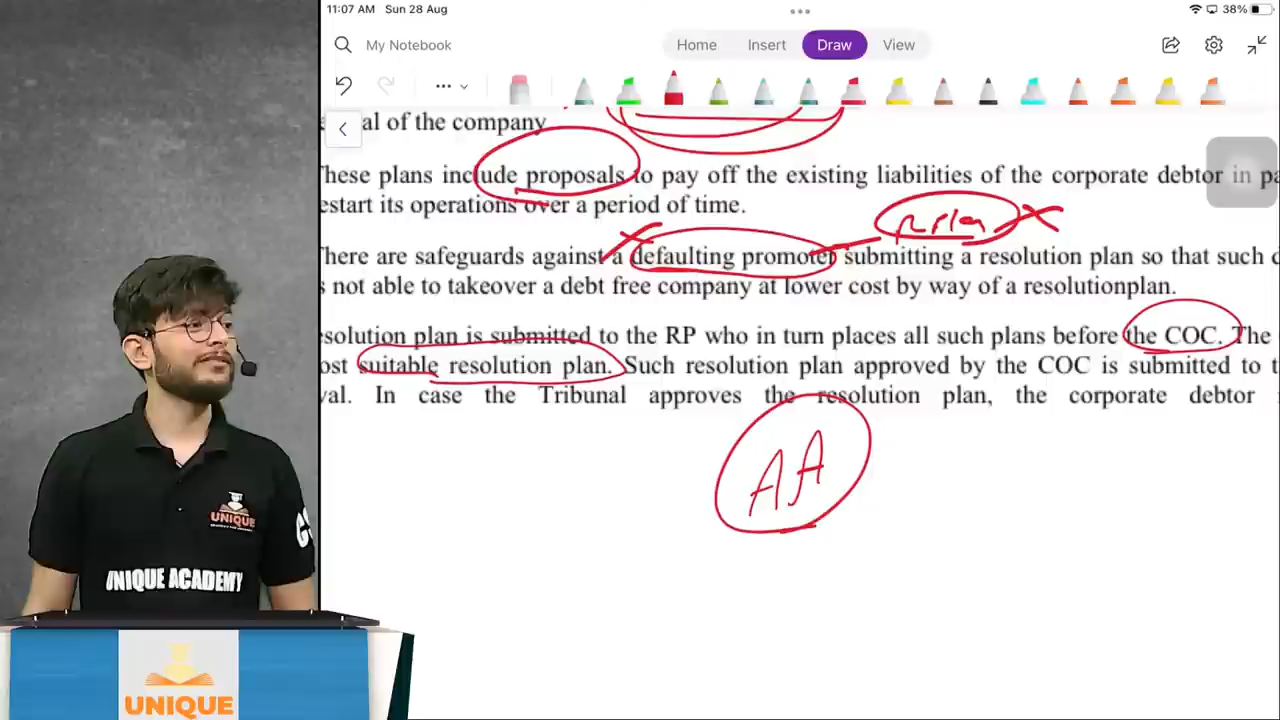 11:07 AM Sun 28 Aug
38%
My Notebook
Home Insert Draw View
al of the company
These plans include proposals to pay off the existing liabilities of the corporate debtor in pa
estart its operations over a period of time.
There are safeguards against a defaulting promoter submitting a resolution plan so that such d
s not able to takeover a debt free company at lower cost by way of a resolutionplan.
esolution plan is submitted to the RP who in turn places all such plans before the COC. The
ost suitable resolution plan. Such resolution plan approved by the COC is submitted to t
val. In case the Tribunal approves the resolution plan, the corporate debtor
AA
UNIQUE
UNIQUE ACADEMY
CS
UNIQUE